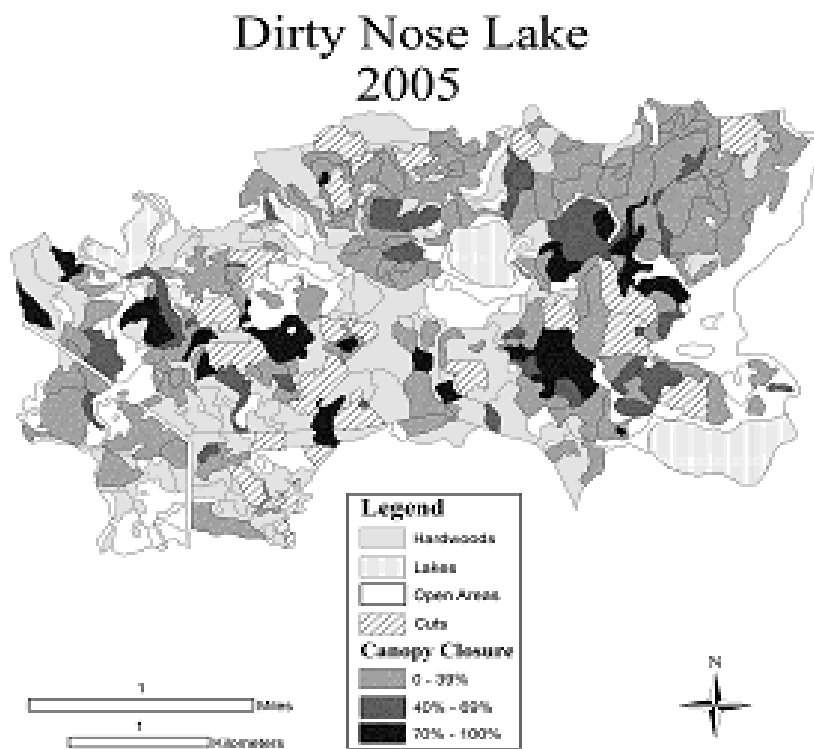 Dirty Nose Lake
2005
Legend
Hardwoods
Lakes
Open Areas
Cuts
Canopy Closure
0 - 39%
40% - 69%
70% - 100%
N
1
Miles
1
Kilometers